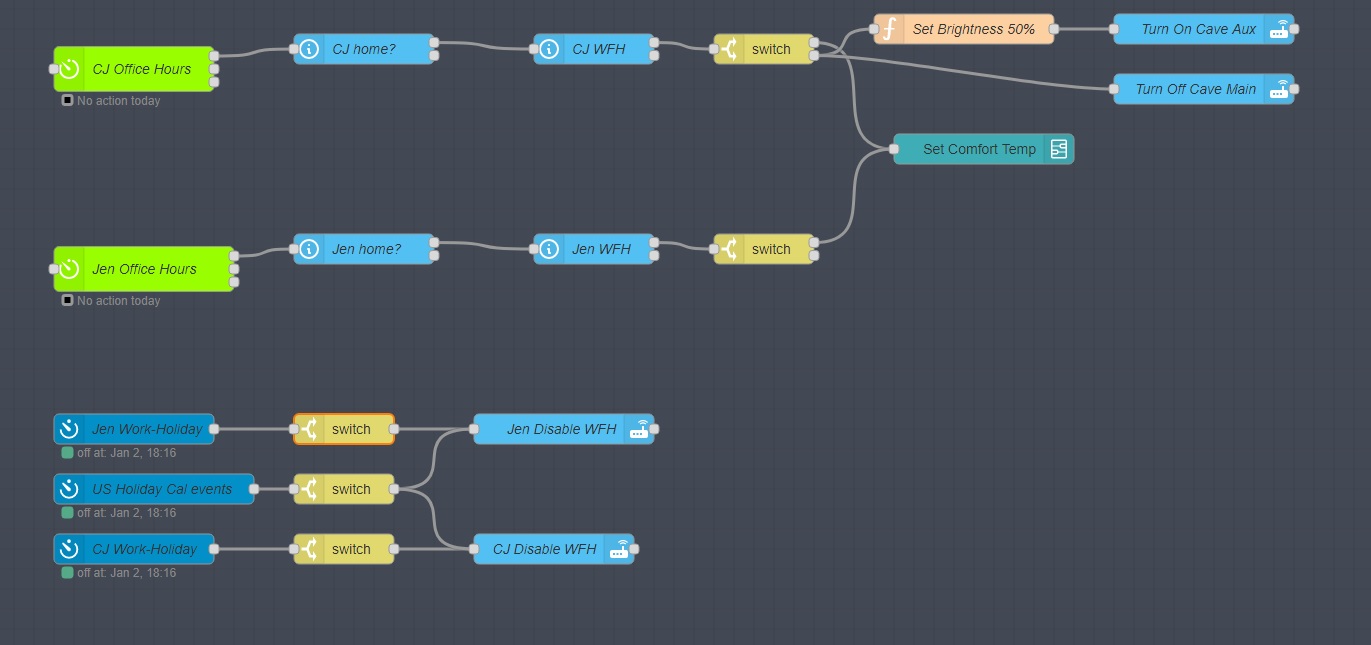 Set Brightness 50%
Turn On Cave Aux
CJ Office Hours
CJ home?
CJ WFH
switch
No action today
Turn Off Cave Main
Set Comfort Temp
Jen Office Hours
Jen home?
Jen WFH
switch
No action today
Jen Work-Holiday
switch
Jen Disable WFH
off at: Jan 2, 18:16
US Holiday Cal events
switch
off at: Jan 2, 18:16
CJ Work-Holiday
switch
CJ Disable WFH
off at: Jan 2, 18:16